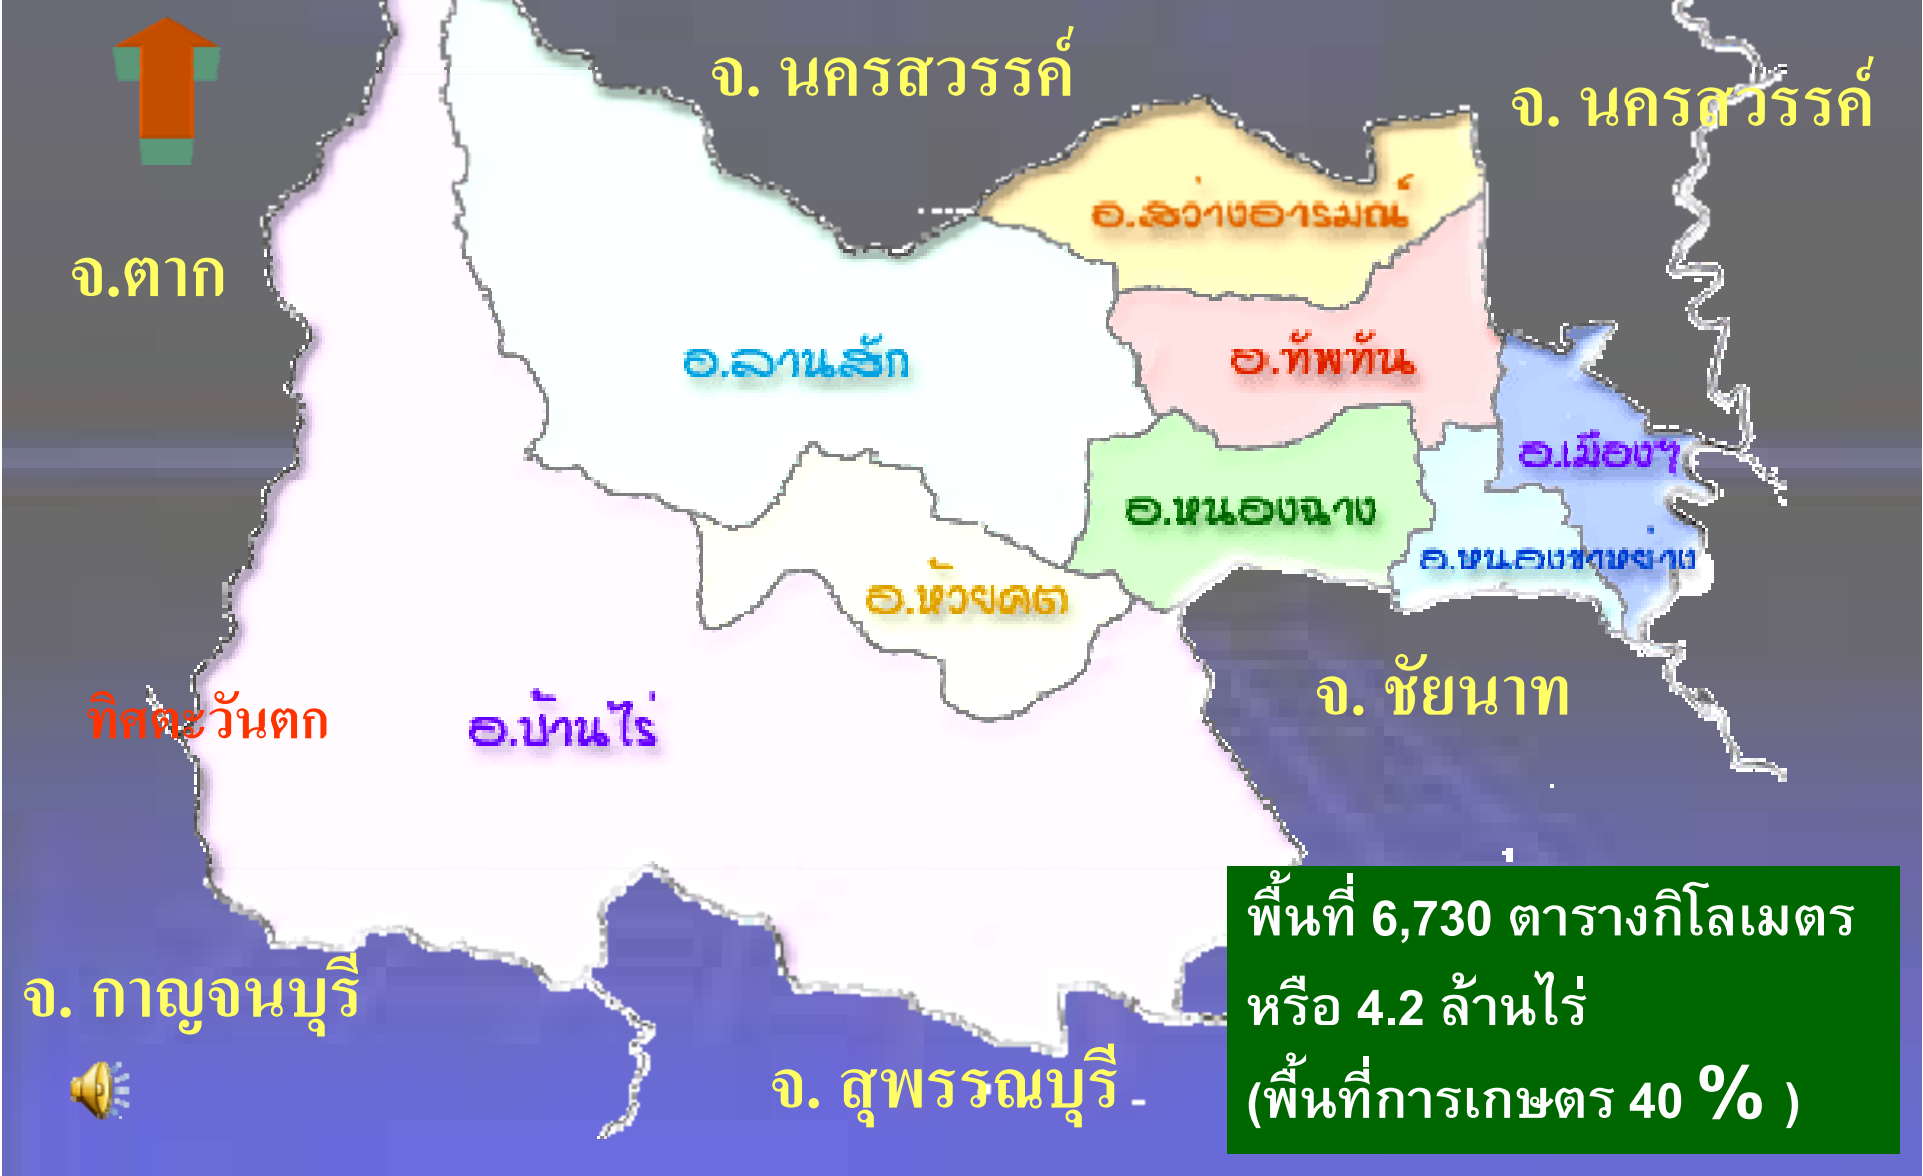 จ. นครสวรรค์
จ. นครสวรรค์
อ.สว่างอารมณ์
จ.ตาก
อ.ลานสัก
อ.ทัพทัน
อ.เมืองฯ
อ.หนองฉาง
อ.หนองขาหย่าง
อ.ห้วยคต
จ. ชัยนาท
ทิศตะวันตก
อ.บ้านไร่
พื้นที่ 6,730 ตารางกิโลเมตร
หรือ 4.2 ล้านไร่
(พื้นที่การเกษตร 40 % )
จ. กาญจนบุรี
จ. สุพรรณบุรี